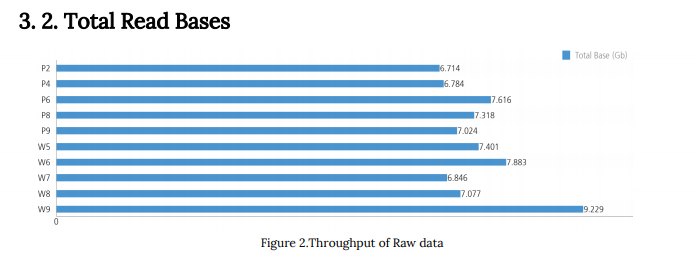 3. 2. Total Read Bases
Total Base (Gb)
P2 6.714
P4 6.784
P6 7.616
P8 7.318
P9 7.024
W5 7.401
W6 7.883
W7 6.846
W8 7.077
W9 9.229
0
Figure 2.Throughput of Raw data